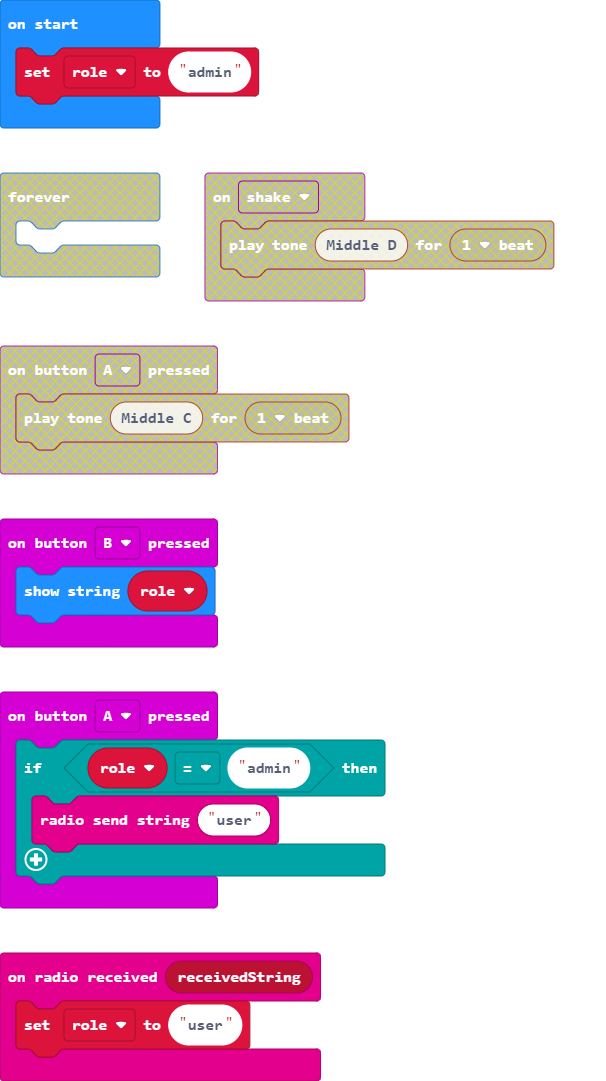 on start
set role to "admin"
forever
on shake
play tone Middle D for 1 beat
on button A pressed
play tone Middle C for 1 beat
on button B pressed
show string role
on button A pressed
if role = "admin" then
radio send string "user"
on radio received receivedString
set role to "user"